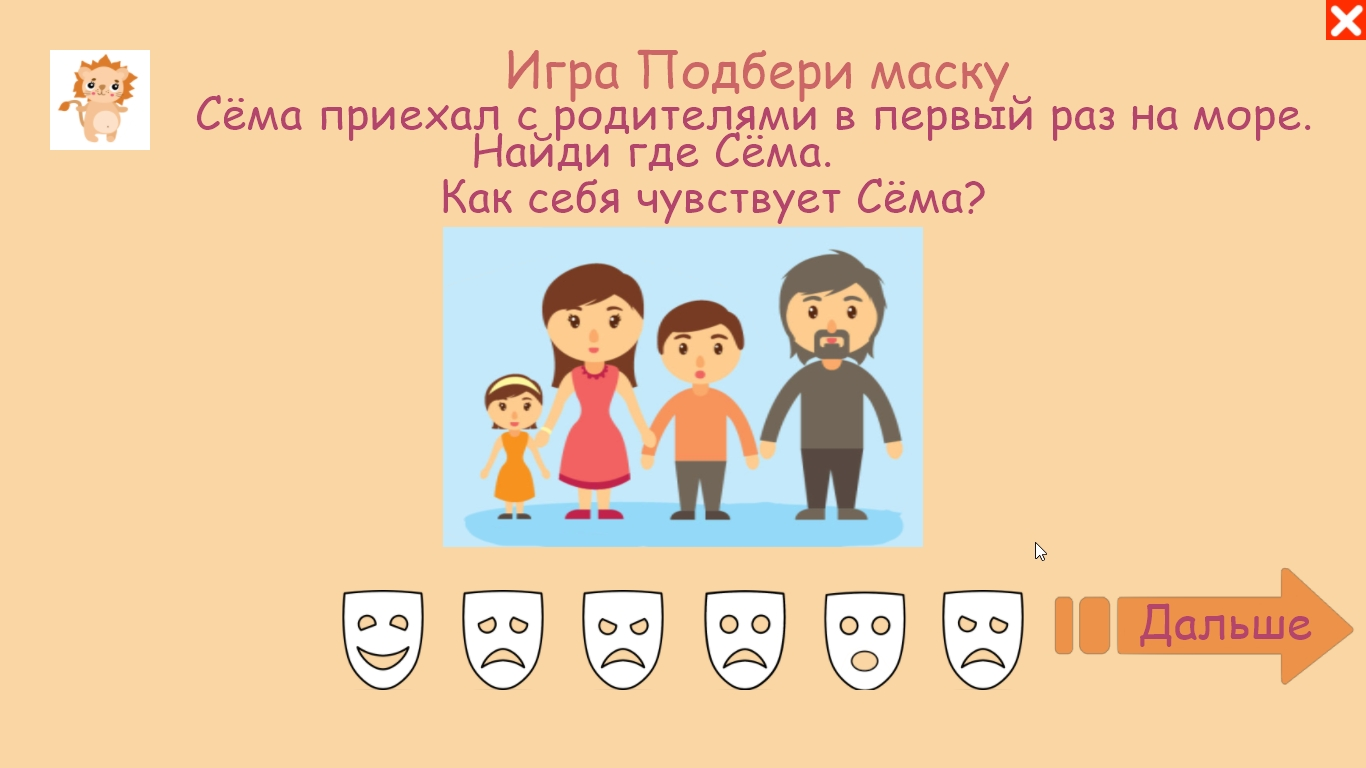 Игра Подбери маску
Сёма приехал с родителями в первый раз на море.
Найди где Сёма.
Как себя чувствует Сёма?
Дальше